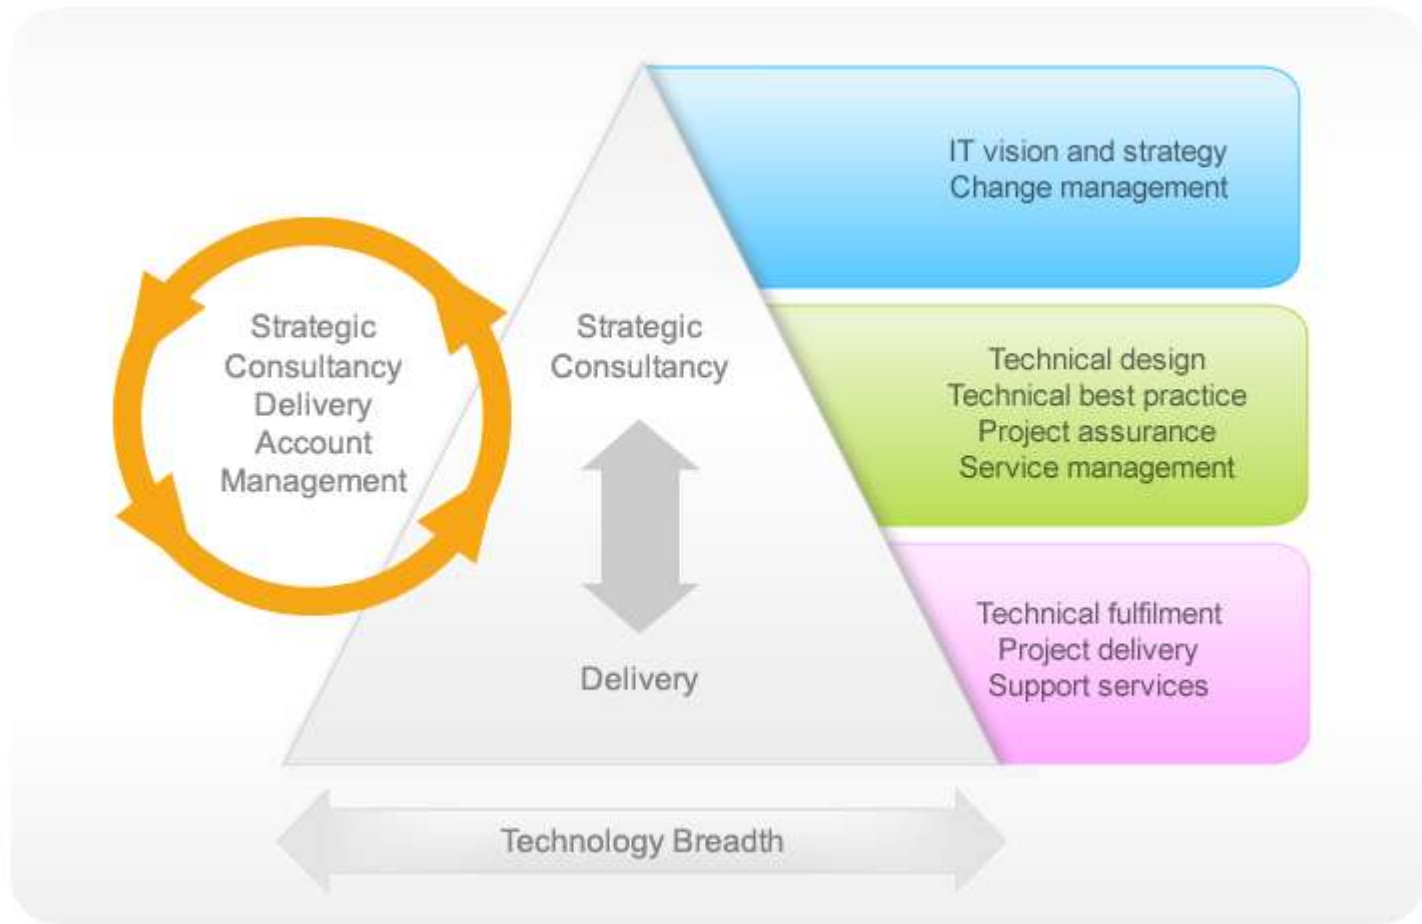 IT vision and strategy
Change management
Strategic
Consultancy
Delivery
Account
Management
Strategic
Consultancy
Technical design
Technical best practice
Project assurance
Service management
Technical fulfilment
Project delivery
Support services
Delivery
Technology Breadth